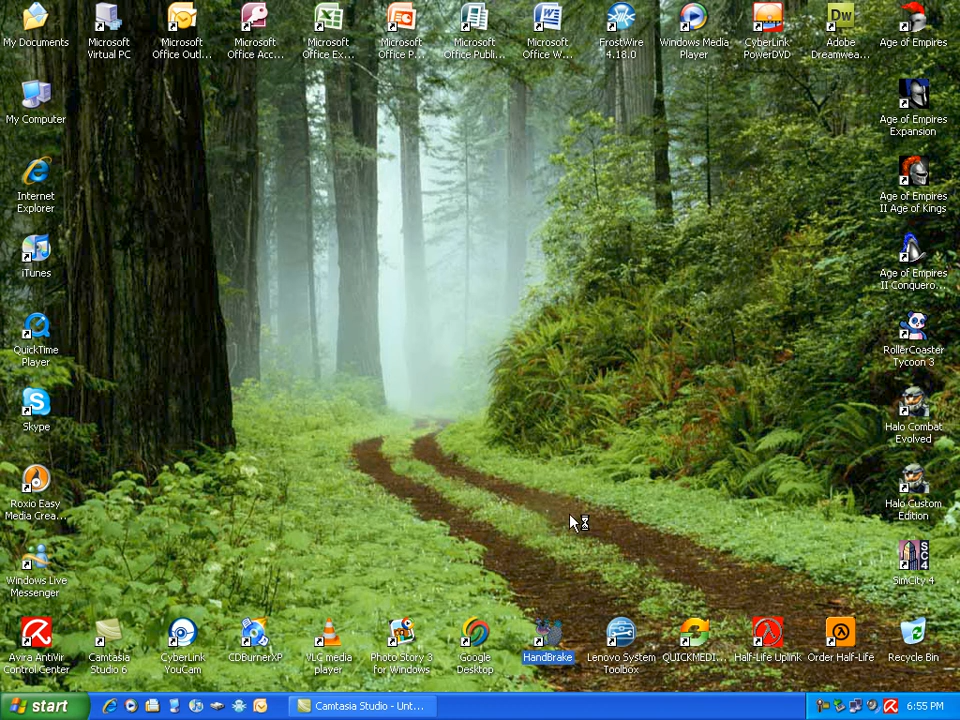 My Documents
Microsoft
Virtual PC
Microsoft
Office Outl...
Microsoft
Office Acc...
Microsoft
Office Ex...
Microsoft
Office P...
Microsoft
Office Publi...
Microsoft
Office W...
FrostWire
4.18.0
Windows Media
Player
CyberLink
PowerDVD
Dw
Adobe
Dreamwea...
Age of Empires
My Computer
Age of Empires
Expansion
Internet
Explorer
Age of Empires
II Age of Kings
iTunes
Age of Empires
II Conquero...
QuickTime
Player
RollerCoaster
Tycoon 3
Skype
Halo Combat
Evolved
Roxio Easy
Media Crea...
Halo Custom
Edition
Windows Live
Messenger
SC4
SimCity 4
Avira AntiVir
Control Center
Camtasia
Studio 6
CyberLink
YouCam
CDBurnerXP
VLC media
player
Photo Story 3
for Windows
Google
Desktop
HandBrake
Lenovo System
Toolbox
QUICKMEDI...
Half-Life Uplink
Order Half-Life
Recycle Bin
start
Camtasia Studio - Unt...
6:55 PM